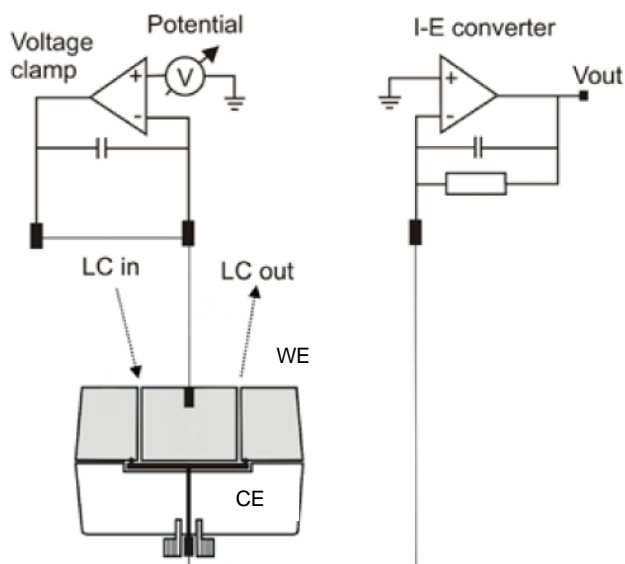 Potential
I-E converter
Voltage
clamp
+
V
-
+
-
Vout
LC in
LC out
WE
CE